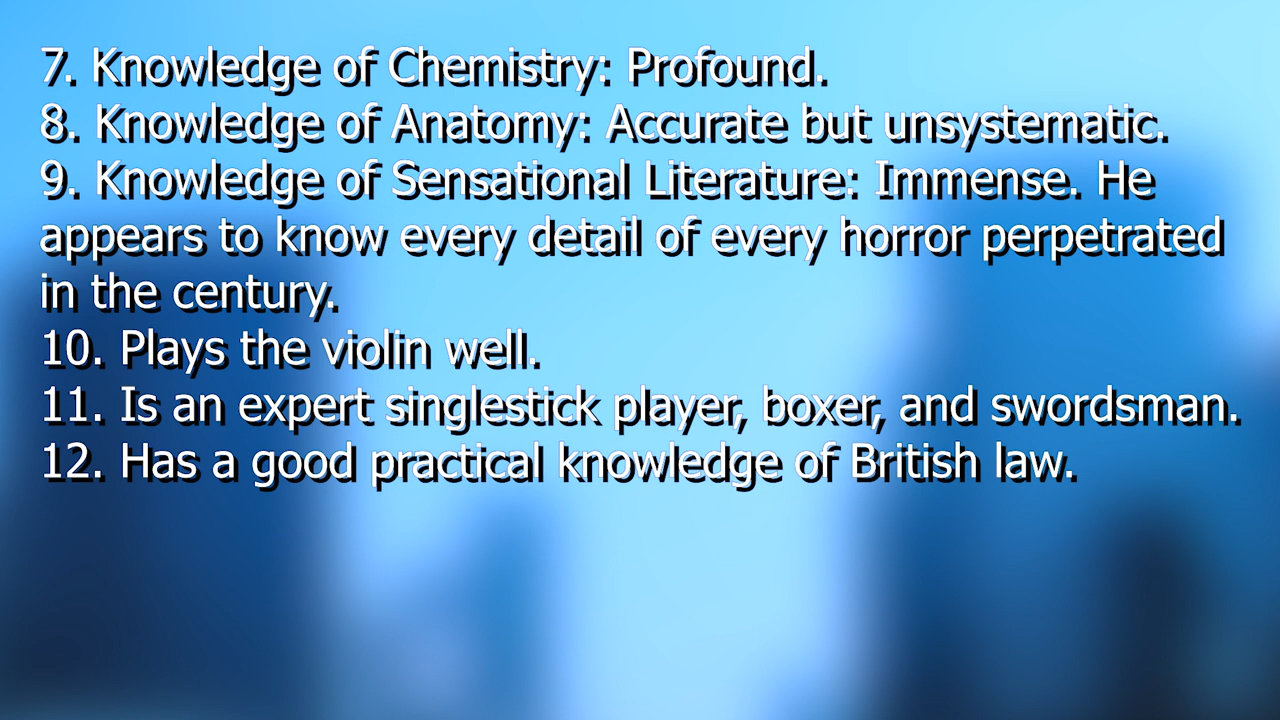 7. Knowledge of Chemistry: Profound.
8. Knowledge of Anatomy: Accurate but unsystematic.
9. Knowledge of Sensational Literature: Immense. He
appears to know every detail of every horror perpetrated
in the century.
10. Plays the violin well.
11. Is an expert singlestick player, boxer, and swordsman.
12. Has a good practical knowledge of British law.